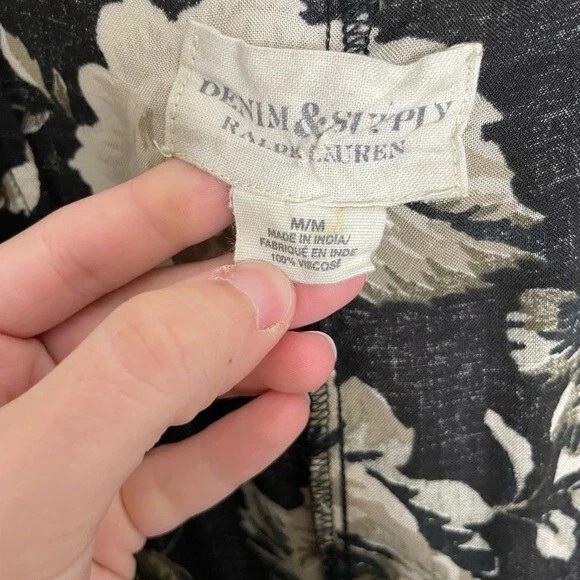 DENIM & SUPPLY
RALPH LAUREN
M/M
MADE IN INDIA/
FABRIQUÉ EN INDE
100% VISCOSE